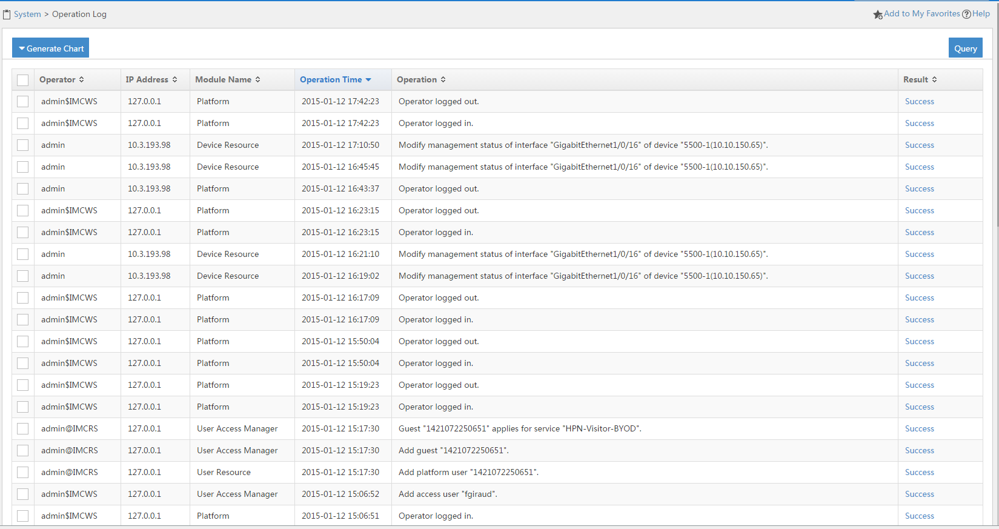 System > Operation Log Add to My Favorites Help
Generate Chart Query
Operator IP Address Module Name Operation Time Operation Result
admin$IMCWS 127.0.0.1 Platform 2015-01-12 17:42:23 Operator logged out. Success
admin$IMCWS 127.0.0.1 Platform 2015-01-12 17:42:23 Operator logged in. Success
admin 10.3.193.98 Device Resource 2015-01-12 17:10:50 Modify management status of interface "GigabitEthernet1/0/16" of device "5500-1(10.10.150.65)". Success
admin 10.3.193.98 Device Resource 2015-01-12 16:45:45 Modify management status of interface "GigabitEthernet1/0/16" of device "5500-1(10.10.150.65)". Success
admin 10.3.193.98 Platform 2015-01-12 16:43:37 Operator logged out. Success
admin$IMCWS 127.0.0.1 Platform 2015-01-12 16:23:15 Operator logged out. Success
admin$IMCWS 127.0.0.1 Platform 2015-01-12 16:23:15 Operator logged in. Success
admin 10.3.193.98 Device Resource 2015-01-12 16:21:10 Modify management status of interface "GigabitEthernet1/0/16" of device "5500-1(10.10.150.65)". Success
admin 10.3.193.98 Device Resource 2015-01-12 16:19:02 Modify management status of interface "GigabitEthernet1/0/16" of device "5500-1(10.10.150.65)". Success
admin$IMCWS 127.0.0.1 Platform 2015-01-12 16:17:09 Operator logged out. Success
admin$IMCWS 127.0.0.1 Platform 2015-01-12 16:17:09 Operator logged in. Success
admin$IMCWS 127.0.0.1 Platform 2015-01-12 15:50:04 Operator logged out. Success
admin$IMCWS 127.0.0.1 Platform 2015-01-12 15:50:04 Operator logged in. Success
admin$IMCWS 127.0.0.1 Platform 2015-01-12 15:19:23 Operator logged out. Success
admin$IMCWS 127.0.0.1 Platform 2015-01-12 15:19:23 Operator logged in. Success
admin@IMCRS 127.0.0.1 User Access Manager 2015-01-12 15:17:30 Guest "1421072250651" applies for service "HPN-Visitor-BYOD". Success
admin@IMCRS 127.0.0.1 User Access Manager 2015-01-12 15:17:30 Add guest "1421072250651". Success
admin@IMCRS 127.0.0.1 User Resource 2015-01-12 15:17:30 Add platform user "1421072250651". Success
admin$IMCWS 127.0.0.1 User Access Manager 2015-01-12 15:06:52 Add access user "fgiraud". Success
admin$IMCWS 127.0.0.1 Platform 2015-01-12 15:06:51 Operator logged in. Success